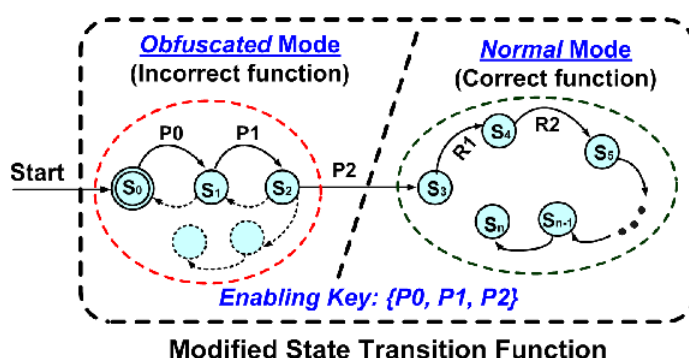 Obfuscated Mode
(Incorrect function)
Normal Mode
(Correct function)
Start
P0
P1
P2
R1
R2
S0
S1
S2
S3
S4
S5
Sn
Sn-1
Enabling Key: {P0, P1, P2}
Modified State Transition Function